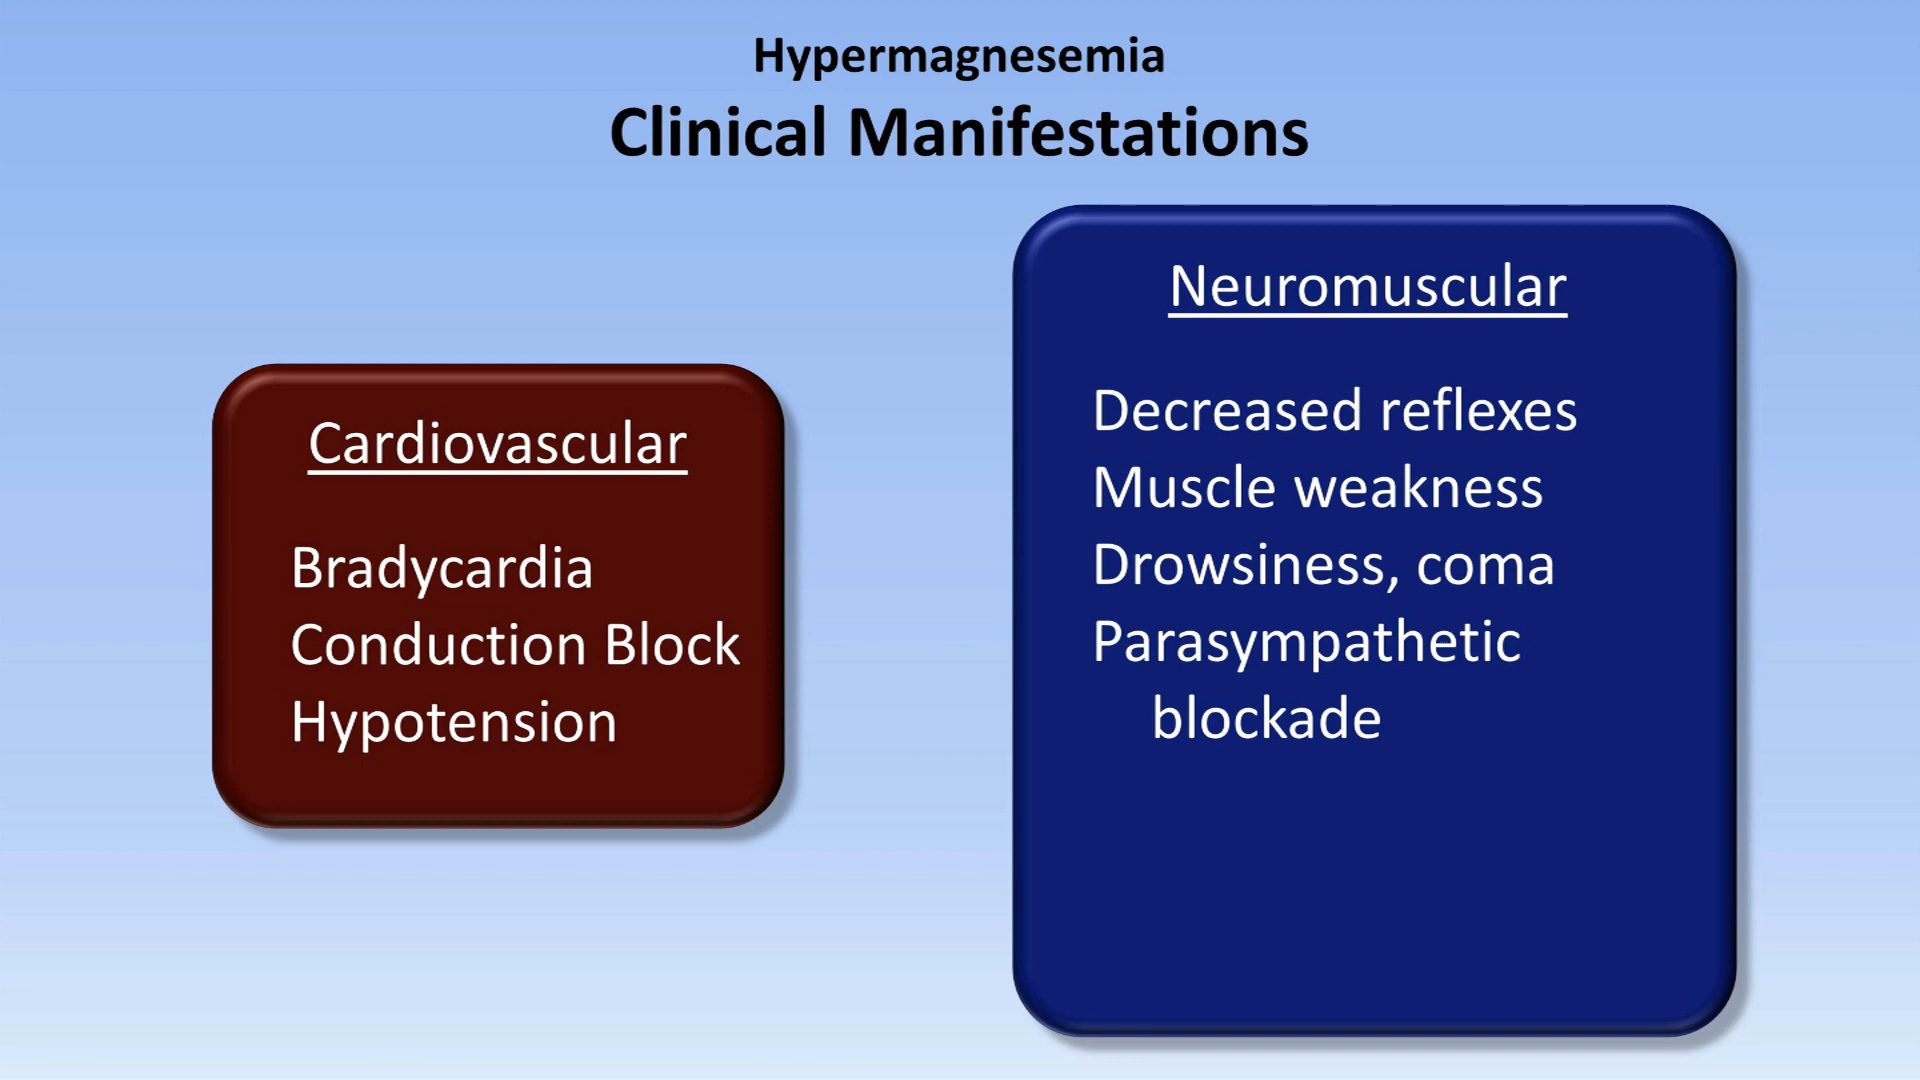 Hypermagnesemia
Clinical Manifestations
Cardiovascular
Bradycardia
Conduction Block
Hypotension
Neuromuscular
Decreased reflexes
Muscle weakness
Drowsiness, coma
Parasympathetic
blockade